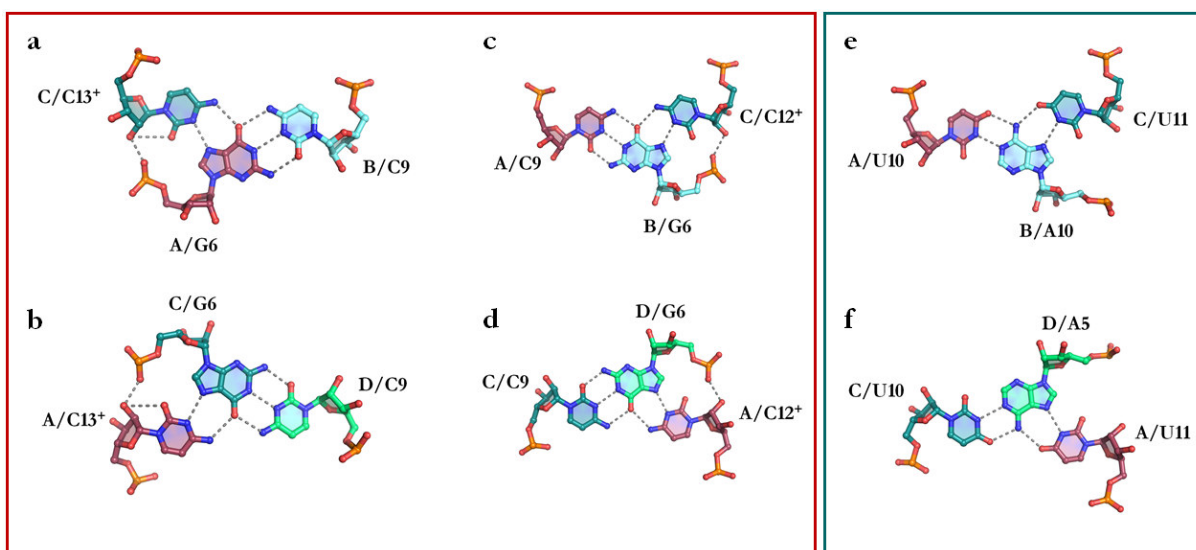 a
C/C13⁺
B/C9
A/G6
c
C/C12⁺
A/C9
B/G6
e
C/U11
A/U10
B/A10
b
C/G6
D/C9
A/C13⁺
d
D/G6
C/C9
A/C12⁺
f
D/A5
C/U10
A/U11